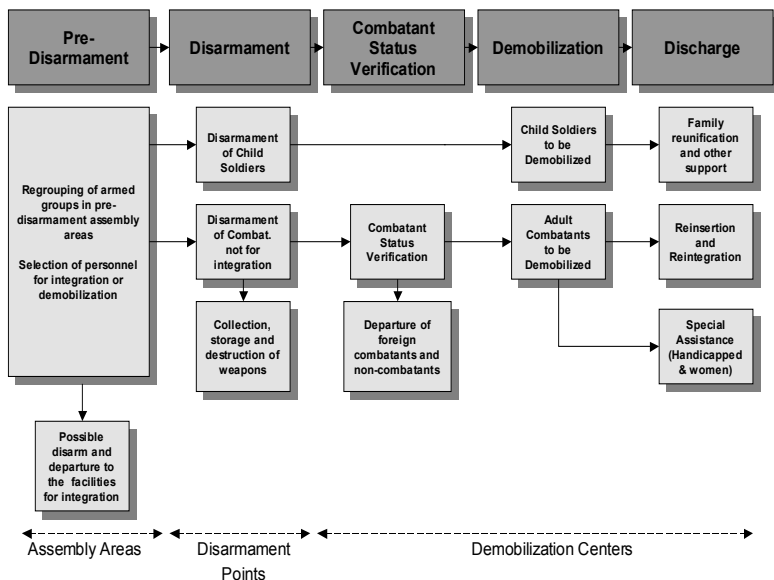 Pre-
Disarmament
Disarmament
Combatant
Status
Verification
Demobilization
Discharge
Regrouping of armed
groups in pre-
disarmament assembly
areas
Selection of personnel
for integration or
demobilization
Disarmament
of Child
Soldiers
Child Soldiers
to be
Demobilized
Family
reunification
and other
support
Disarmament
of Combat.
not for
integration
Combatant
Status
Verification
Adult
Combatants
to be
Demobilized
Reinsertion and
Reintegration
Collection,
storage and
destruction of
weapons
Departure of
foreign
combatants and
non-combatants
Special
Assistance
(Handicapped
& women)
Possible
disarm and
departure to
the facilities
for integration
Assembly Areas
Disarmament
Points
Demobilization Centers